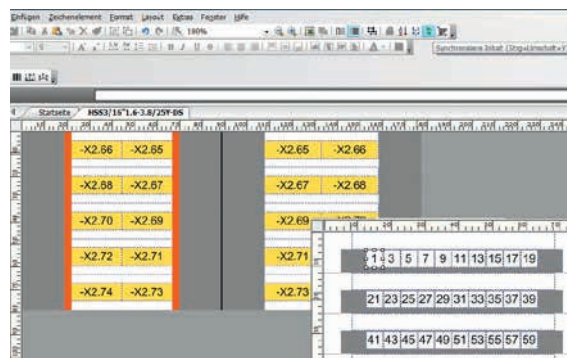 Einfügen Zeichenelement Format Layout Extras Fenster Hilfe
190%
Startseite HSS3/16"1.6-3.8/25Y-DS
-X2.66 -X2.65 -X2.65 -X2.66
-X2.68 -X2.67 -X2.67 -X2.68
-X2.70 -X2.69 -X2.69
-X2.72 -X2.71 -X2.71
-X2.74 -X2.73 -X2.73
1 3 5 7 9 11 13 15 17 19
21 23 25 27 29 31 33 35 37 39
41 43 45 47 49 51 53 55 57 59